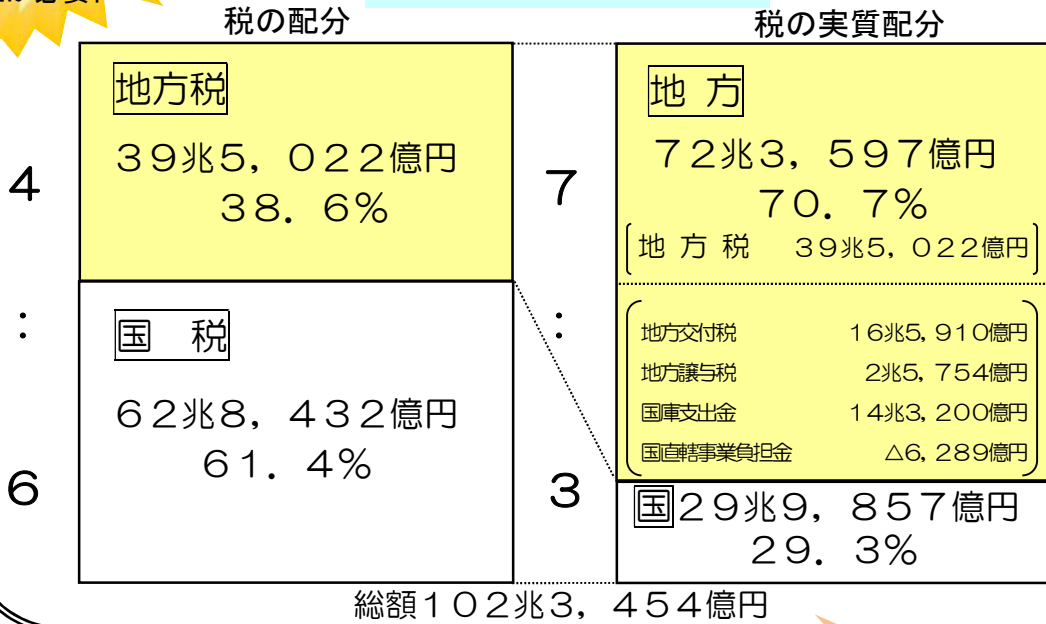 税の配分
地方税
39兆5,022億円
38.6%
4
:
6
国 税
62兆8,432億円
61.4%
税の実質配分
地 方
72兆3,597億円
70.7%
地 方 税 39兆5,022億円
7
:
3
地方交付税 16兆5,910億円
地方譲与税 2兆5,754億円
国庫支出金 14兆3,200億円
国直轄事業負担金 △6,289億円
国29兆9,857億円
29.3%
総額102兆3,454億円